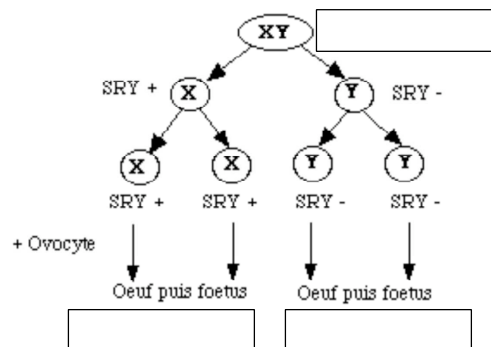 XY
SRY +
X
Y
SRY -
X
X
Y
Y
SRY +
SRY +
SRY -
SRY -
+ Ovocyte
Oeuf puis foetus
Oeuf puis foetus